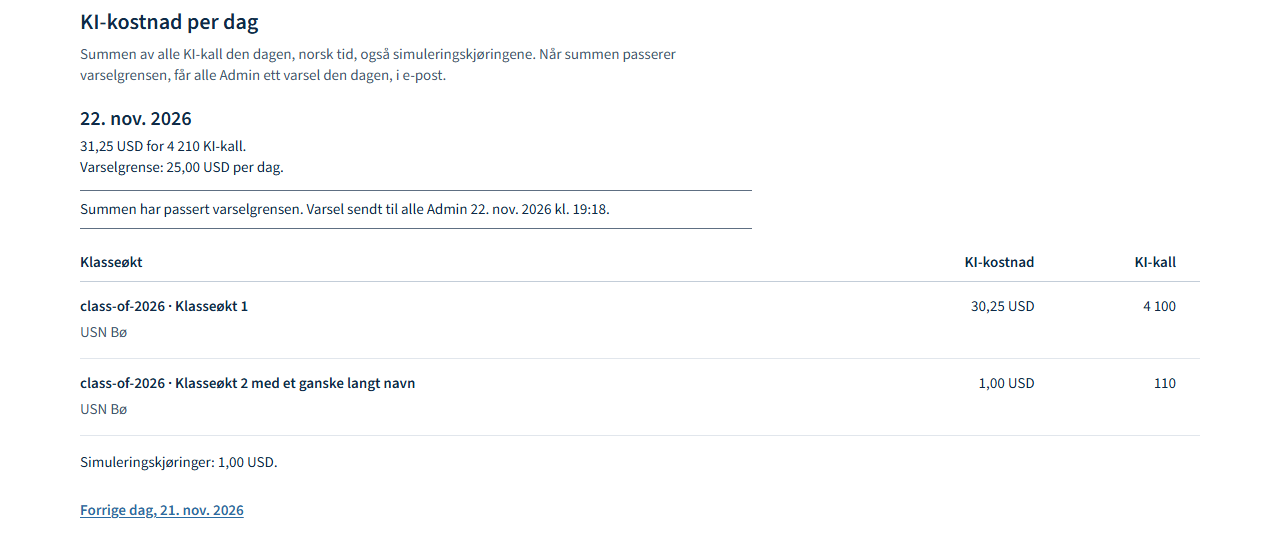 KI-kostnad per dag
Summen av alle KI-kall den dagen, norsk tid, også simuleringskjøringene. Når summen passerer
varselgrensen, får alle Admin ett varsel den dagen, i e-post.
22. nov. 2026
31,25 USD for 4 210 KI-kall.
Varselgrense: 25,00 USD per dag.
Summen har passert varselgrensen. Varsel sendt til alle Admin 22. nov. 2026 kl. 19:18.
Klasseøkt KI-kostnad KI-kall
class-of-2026 · Klasseøkt 1 30,25 USD 4 100
USN Bø
class-of-2026 · Klasseøkt 2 med et ganske langt navn 1,00 USD 110
USN Bø
Simuleringskjøringer: 1,00 USD.
Forrige dag, 21. nov. 2026